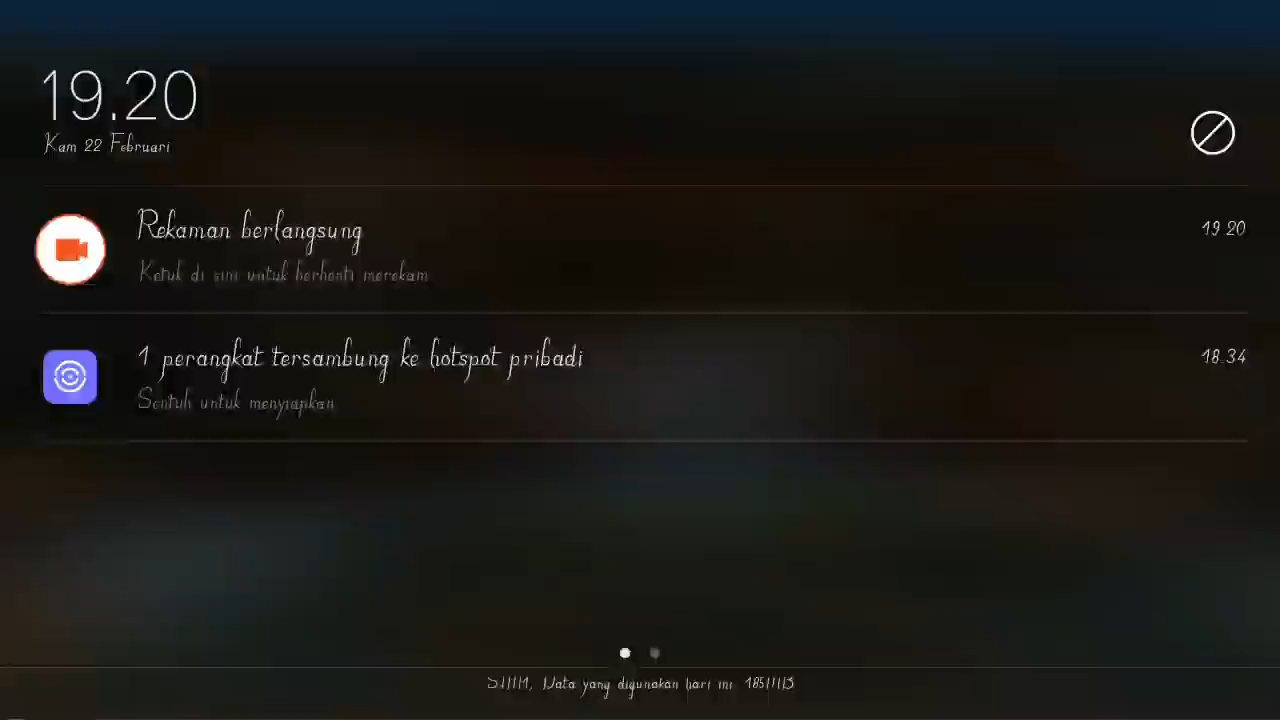 19.20
Kam 22 Februari
Rekaman berlangsung
19 20
Ketuk di sini untuk berhenti merekam
1 perangkat tersambung ke hotspot pribadi
18.34
Sentuh untuk menyiapkan
Data yang digunakan hari ini